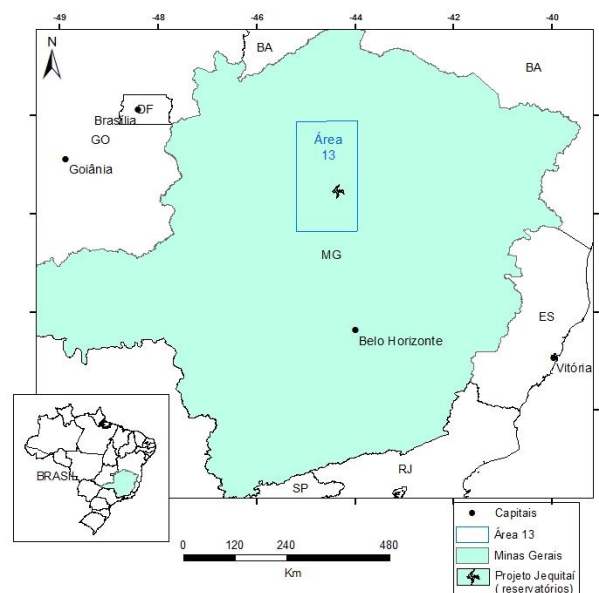 -49 -46 -44 -42 -40
N
BA
BA
DF
Brasília
GO
Goiânia
Área
13
MG
Belo Horizonte
ES
Vitória
BRASIL
RJ
SP
0 120 240 480
Km
Capitais
Área 13
Minas Gerais
Projeto Jequitaí
( reservatórios)